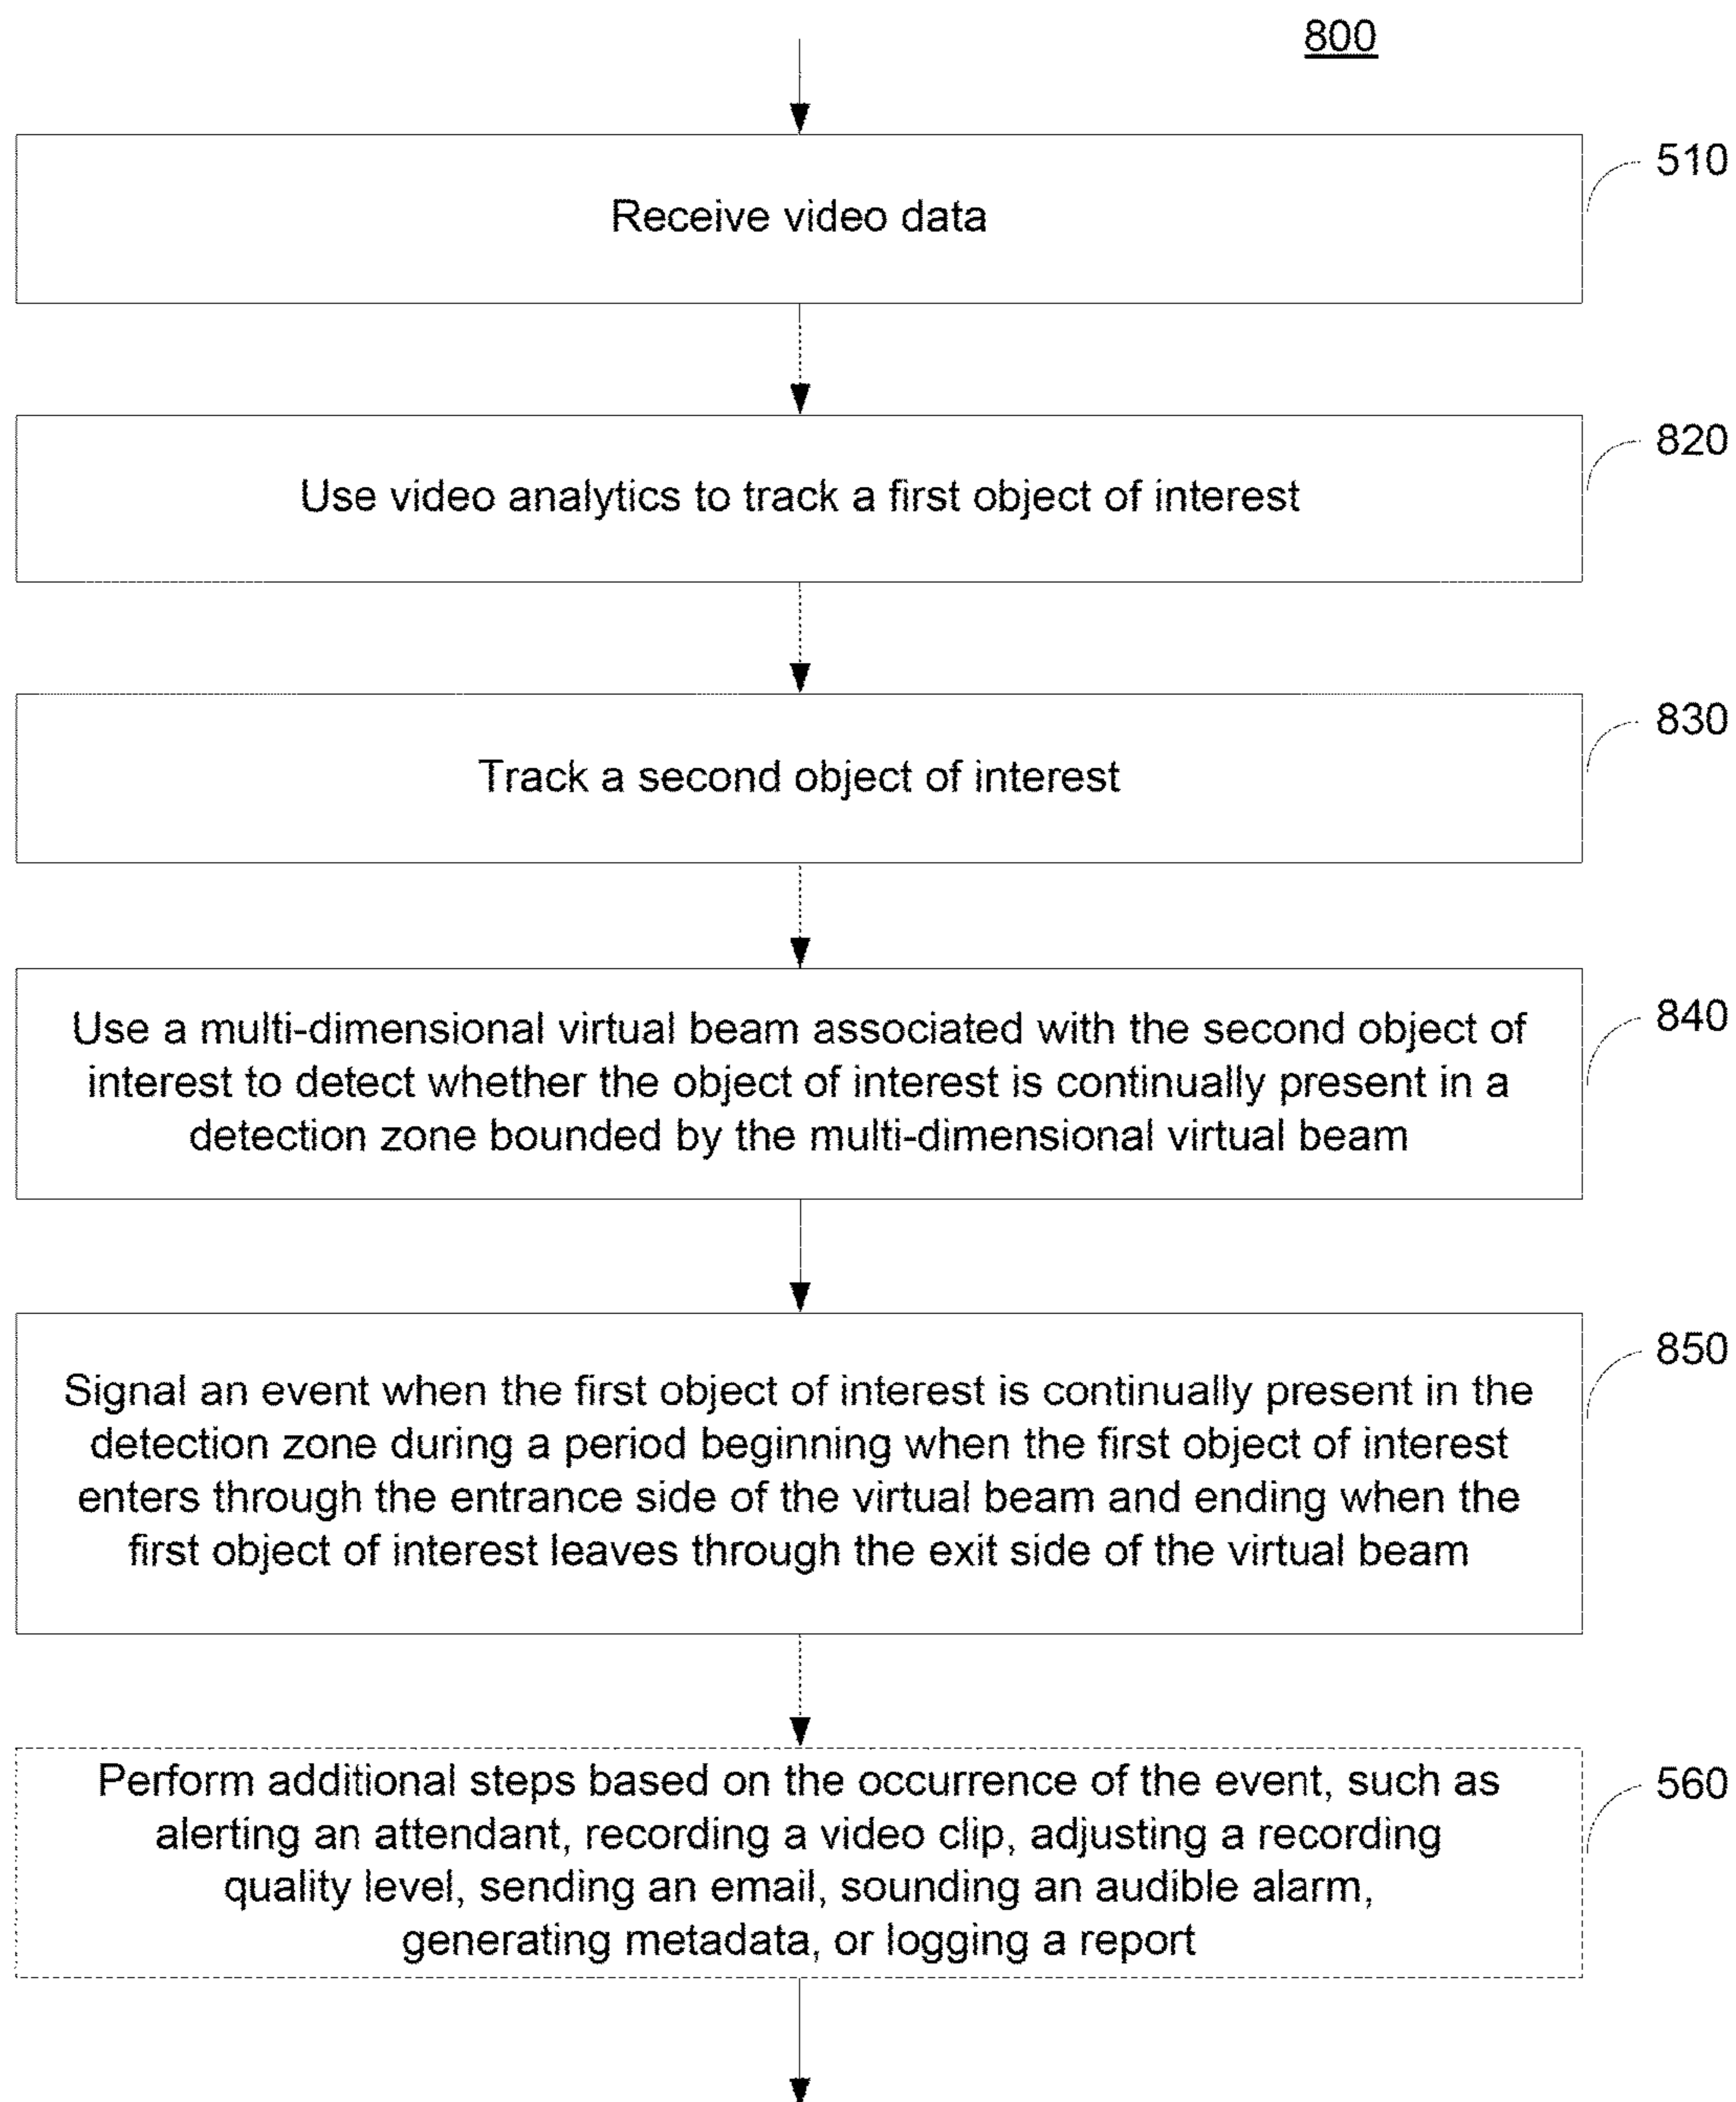 800
510
Receive video data
820
Use video analytics to track a first object of interest
830
Track a second object of interest
840
Use a multi-dimensional virtual beam associated with the second object of
interest to detect whether the object of interest is continually present in a
detection zone bounded by the multi-dimensional virtual beam
850
Signal an event when the first object of interest is continually present in the
detection zone during a period beginning when the first object of interest
enters through the entrance side of the virtual beam and ending when the
first object of interest leaves through the exit side of the virtual beam
560
Perform additional steps based on the occurrence of the event, such as
alerting an attendant, recording a video clip, adjusting a recording
quality level, sending an email, sounding an audible alarm,
generating metadata, or logging a report